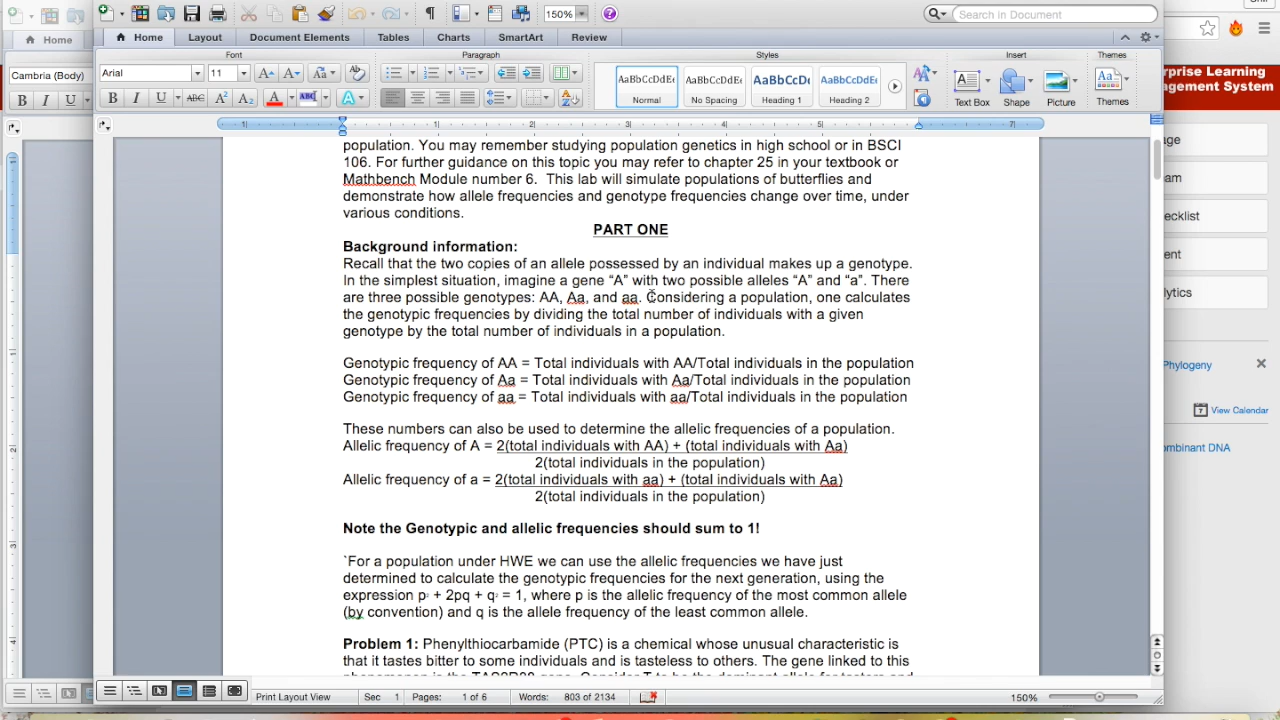 150%
Search in Document
Home
Home Layout Document Elements Tables Charts SmartArt Review
Font Paragraph Styles Insert Themes
Cambria (Body)
Arial 11
AaBbCcDdE AaBbCcDdE AaBbCcD AaBbCcDdE
Normal No Spacing Heading 1 Heading 2
Text Box Shape Picture Themes
B I U
B I U ABC A2 A2 A
rprise Learning
agement System
population. You may remember studying population genetics in high school or in BSCI
106. For further guidance on this topic you may refer to chapter 25 in your textbook or
Mathbench Module number 6. This lab will simulate populations of butterflies and
demonstrate how allele frequencies and genotype frequencies change over time, under
various conditions.
PART ONE
Background information:
Recall that the two copies of an allele possessed by an individual makes up a genotype.
In the simplest situation, imagine a gene “A” with two possible alleles “A” and “a”. There
are three possible genotypes: AA, Aa, and aa. Considering a population, one calculates
the genotypic frequencies by dividing the total number of individuals with a given
genotype by the total number of individuals in a population.
Genotypic frequency of AA = Total individuals with AA/Total individuals in the population
Genotypic frequency of Aa = Total individuals with Aa/Total individuals in the population
Genotypic frequency of aa = Total individuals with aa/Total individuals in the population
These numbers can also be used to determine the allelic frequencies of a population.
Allelic frequency of A = 2(total individuals with AA) + (total individuals with Aa)
2(total individuals in the population)
Allelic frequency of a = 2(total individuals with aa) + (total individuals with Aa)
2(total individuals in the population)
Note the Genotypic and allelic frequencies should sum to 1!
`For a population under HWE we can use the allelic frequencies we have just
determined to calculate the genotypic frequencies for the next generation, using the
expression p² + 2pq + q² = 1, where p is the allelic frequency of the most common allele
(by convention) and q is the allele frequency of the least common allele.
Problem 1: Phenylthiocarbamide (PTC) is a chemical whose unusual characteristic is
that it tastes bitter to some individuals and is tasteless to others. The gene linked to this
age
am
cklist
ent
lytics
Phylogeny
View Calendar
mbinant DNA
Print Layout View Sec 1 Pages: 1 of 6 Words: 803 of 2134 150%